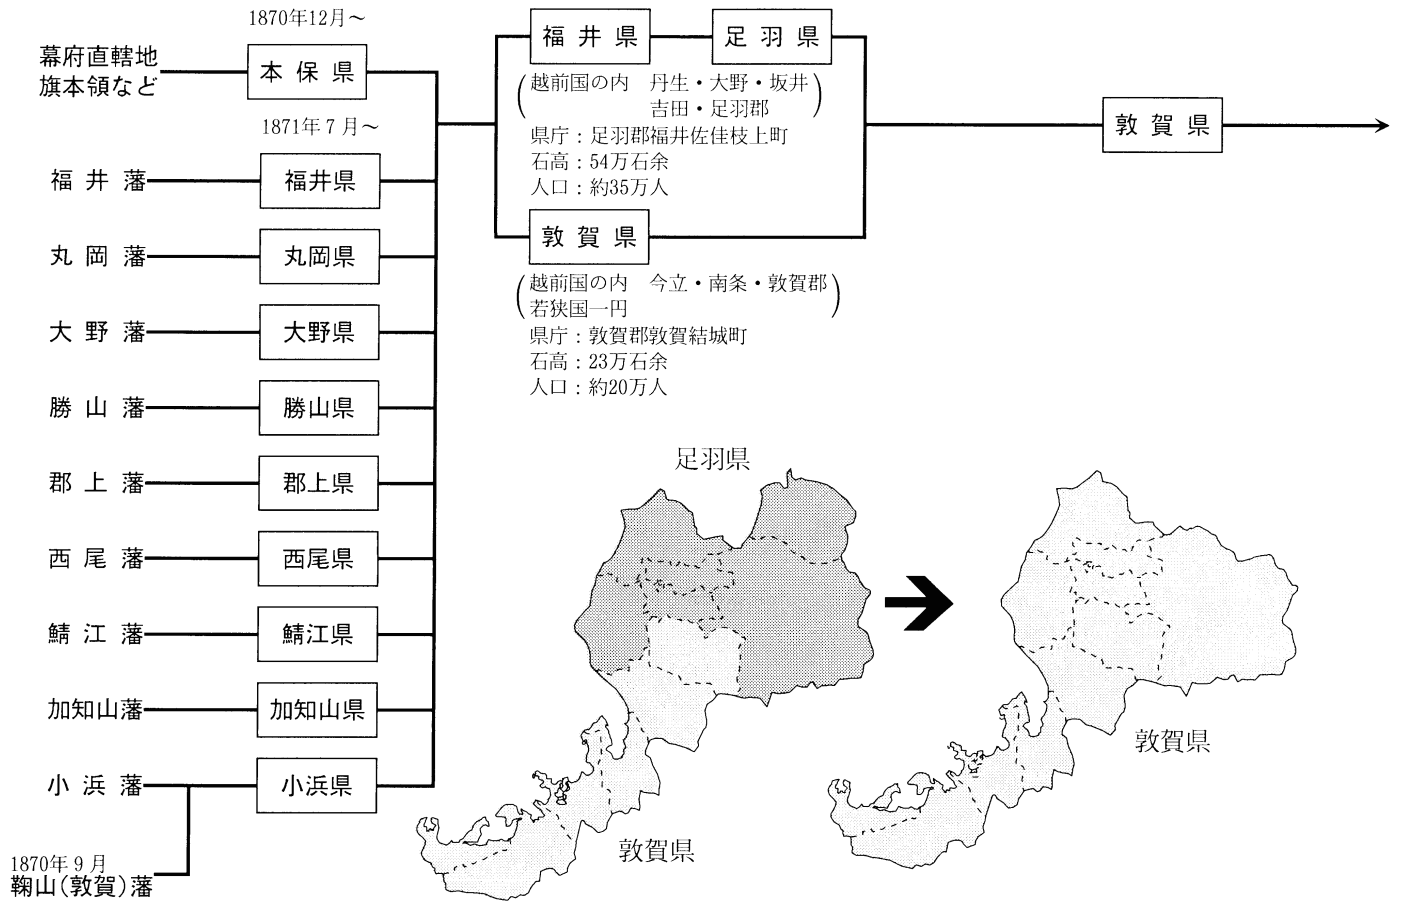 1870年12月～
幕府直轄地
旗本領など
本保県
1871年7月～
福井藩
福井県
丸岡藩
丸岡県
大野藩
大野県
勝山藩
勝山県
郡上藩
郡上県
西尾藩
西尾県
鯖江藩
鯖江県
加知山藩
加知山県
小浜藩
小浜県
1870年9月
鞠山(敦賀)藩
福井県
足羽県
(越前国の内 丹生・大野・坂井
吉田・足羽郡)
県庁：足羽郡福井佐佳枝上町
石高：54万石余
人口：約35万人
敦賀県
(越前国の内 今立・南条・敦賀郡
若狭国一円)
県庁：敦賀郡敦賀結城町
石高：23万石余
人口：約20万人
敦賀県
足羽県
敦賀県
敦賀県